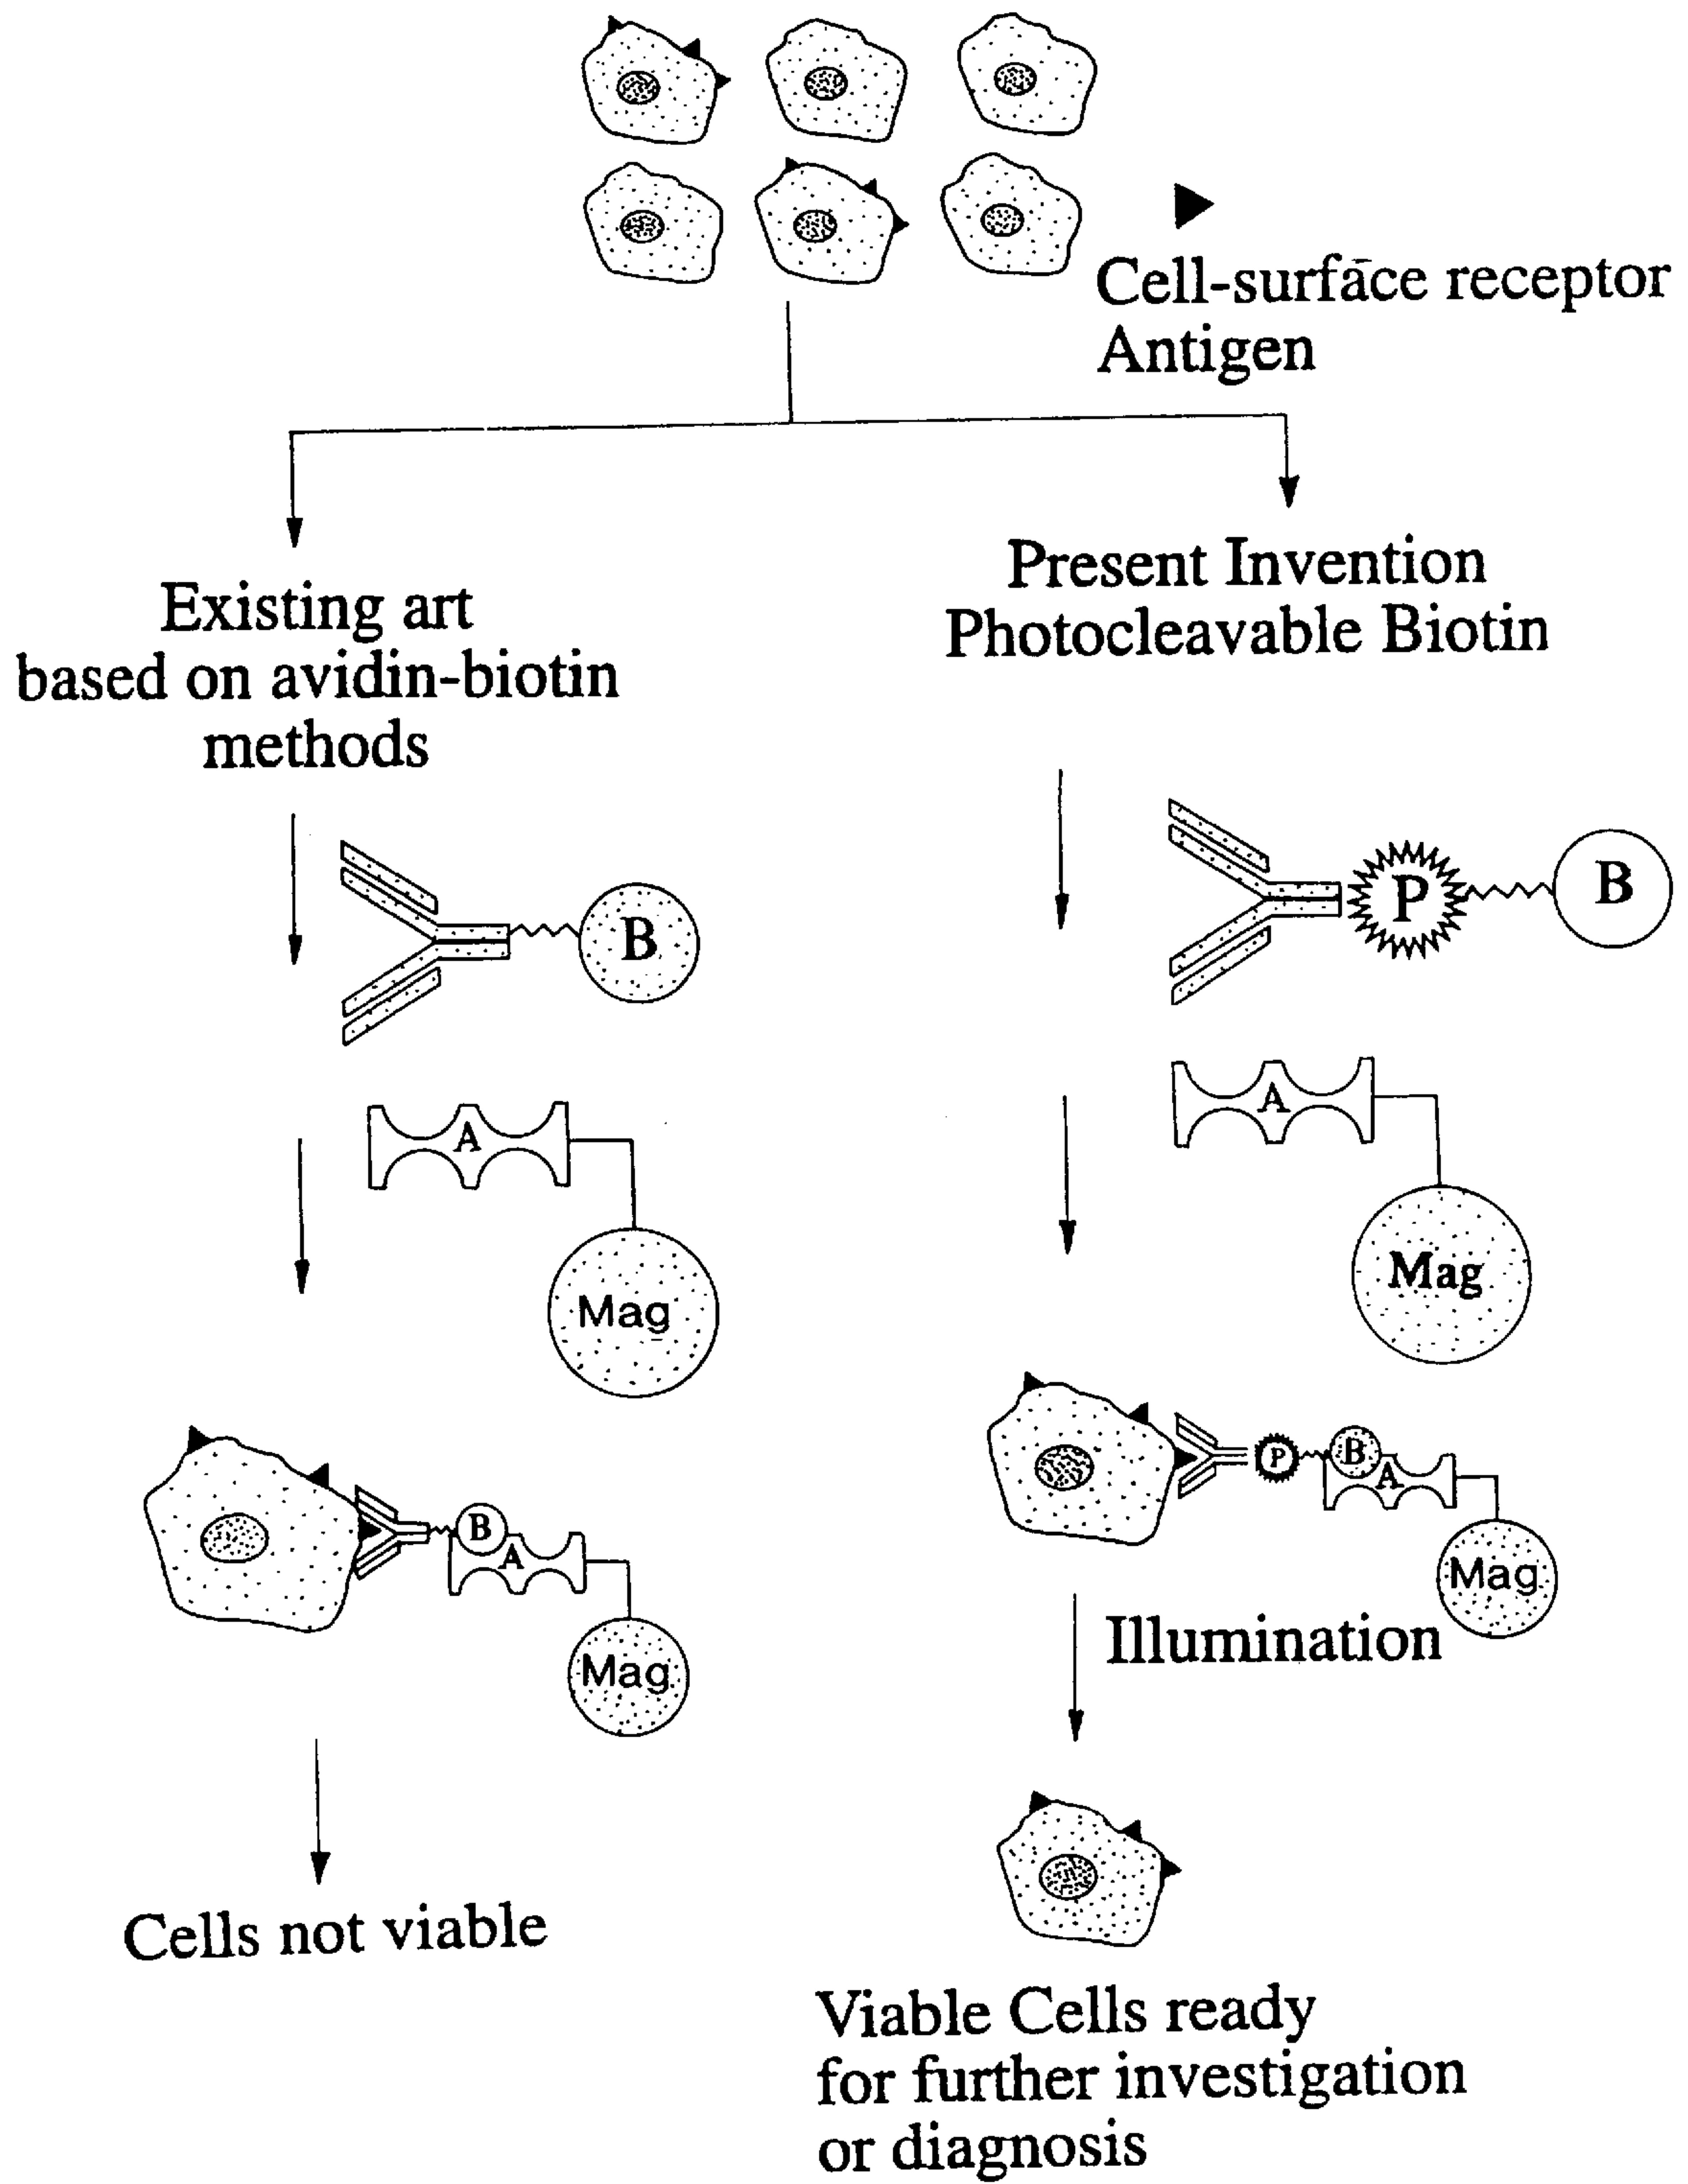 Cell-surface receptor
Antigen
Existing art
based on avidin-biotin
methods
Present Invention
Photocleavable Biotin
B
P
B
A
Mag
A
Mag
B
A
Mag
P
B
A
Mag
Illumination
Cells not viable
Viable Cells ready
for further investigation
or diagnosis